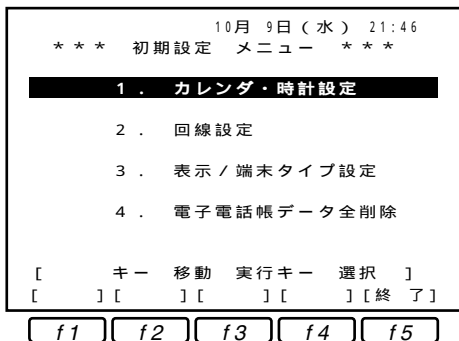 10月 9日(水) 21:46
*** 初期設定 メニュー ***
1. カレンダ・時計設定
2. 回線設定
3. 表示/端末タイプ設定
4. 電子電話帳データ全削除
[ キー 移動 実行キー 選択 ]
[ ][ ][ ][ ][終 了]
f1 f2 f3 f4 f5